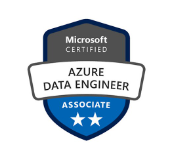 Microsoft
CERTIFIED
AZURE
DATA ENGINEER
ASSOCIATE